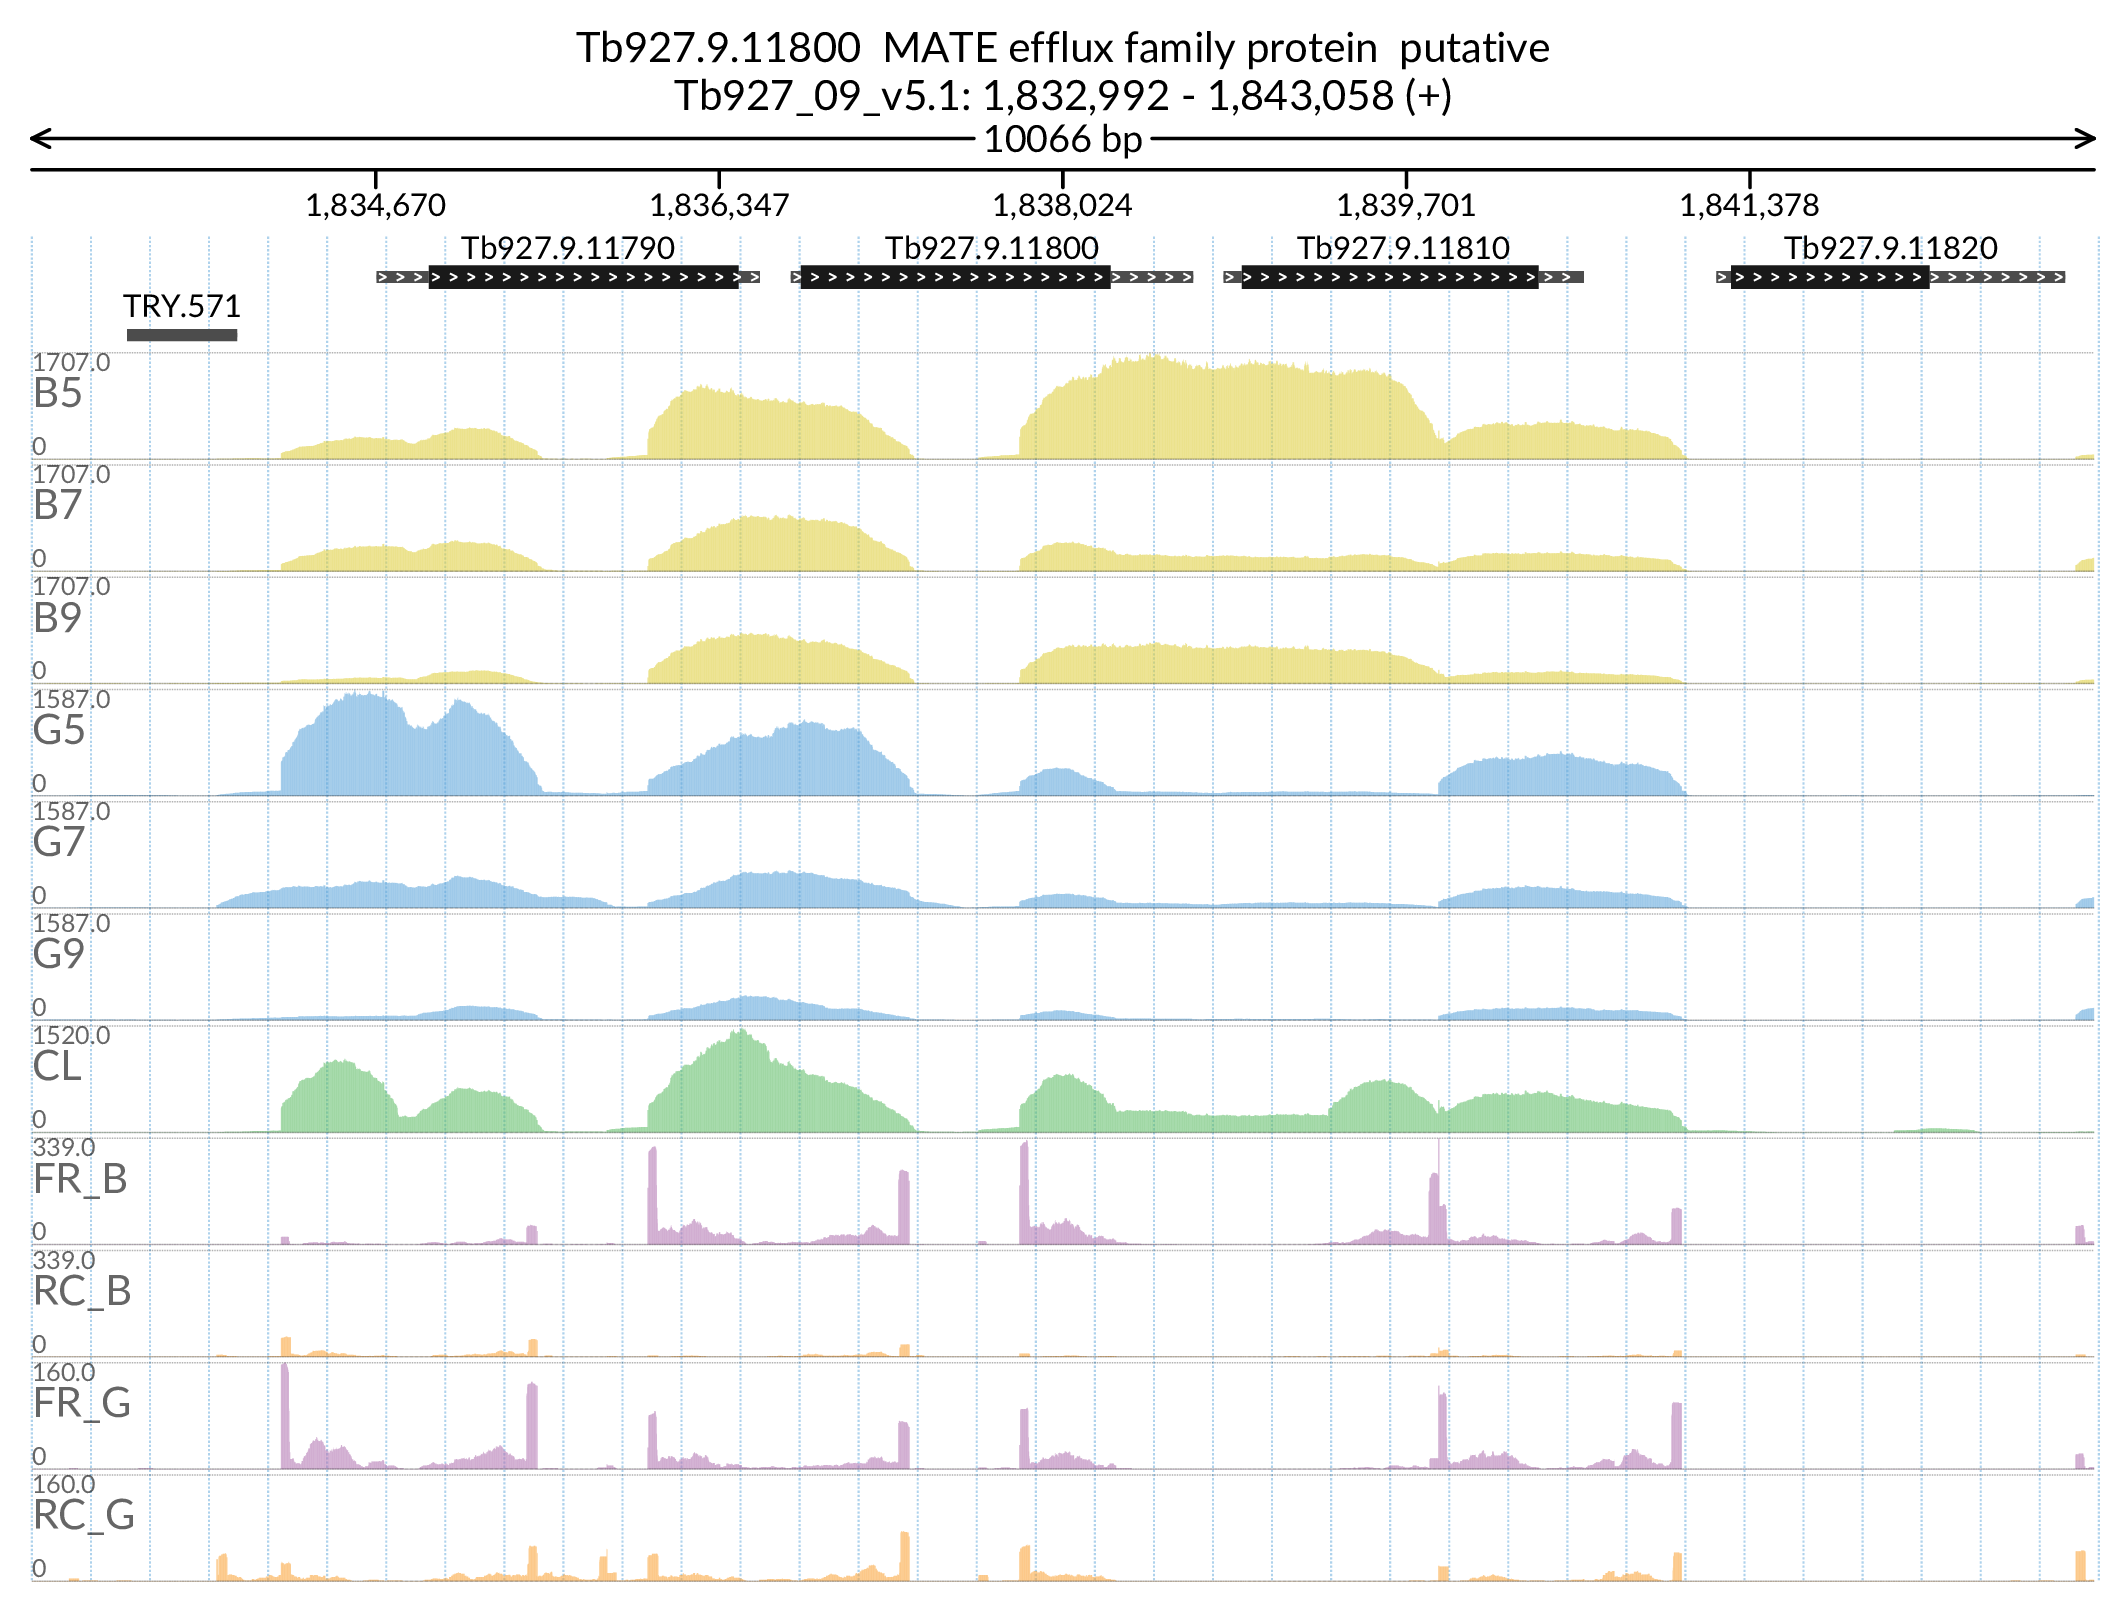 Tb927.9.11800  MATE efflux family protein  putative
Tb927_09_v5.1: 1,832,992 - 1,843,058 (+)
10066 bp
1,834,670 1,836,347 1,838,024 1,839,701 1,841,378
Tb927.9.11790 Tb927.9.11800 Tb927.9.11810 Tb927.9.11820
TRY.571
1707.0
B5
0
1707.0
B7
0
1707.0
B9
0
1587.0
G5
0
1587.0
G7
0
1587.0
G9
0
1520.0
CL
0
339.0
FR_B
0
339.0
RC_B
0
160.0
FR_G
0
160.0
RC_G
0